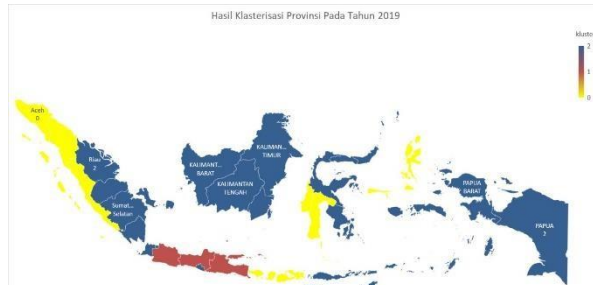 Hasil Klasterisasi Provinsi Pada Tahun 2019
kluster
2
1
0
Aceh
0
Riau
2
Sumat...
Selatan
KALIMANT...
BARAT
KALIMANTAN
TENGAH
KALIMAN...
TIMUR
PAPUA
BARAT
PAPUA
2